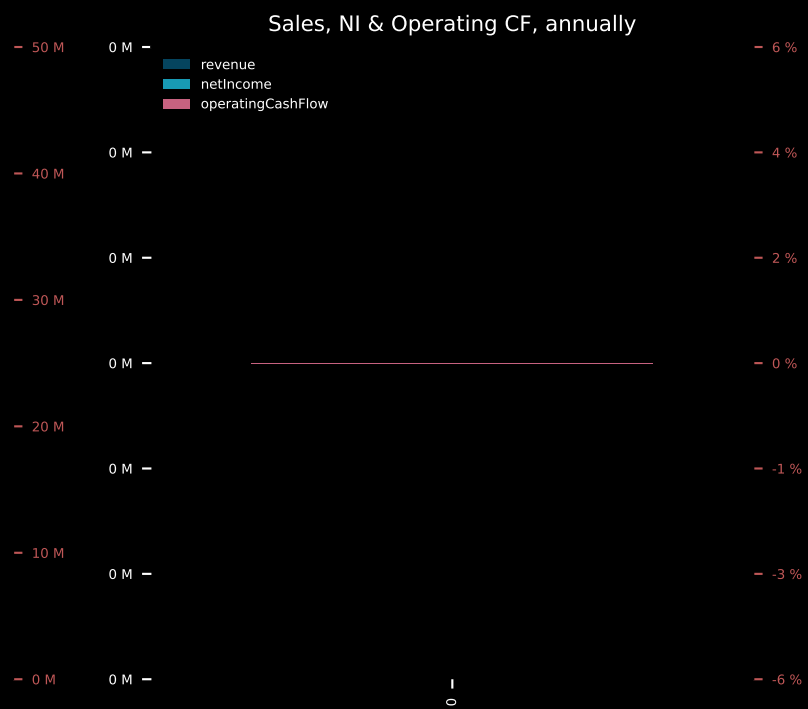 Sales, NI & Operating CF, annually
50 M
0 M
6 %
revenue
netIncome
operatingCashFlow
0 M
4 %
40 M
0 M
2 %
30 M
0 M
0 %
20 M
0 M
-1 %
10 M
0 M
-3 %
0 M
0 M
-6 %
0